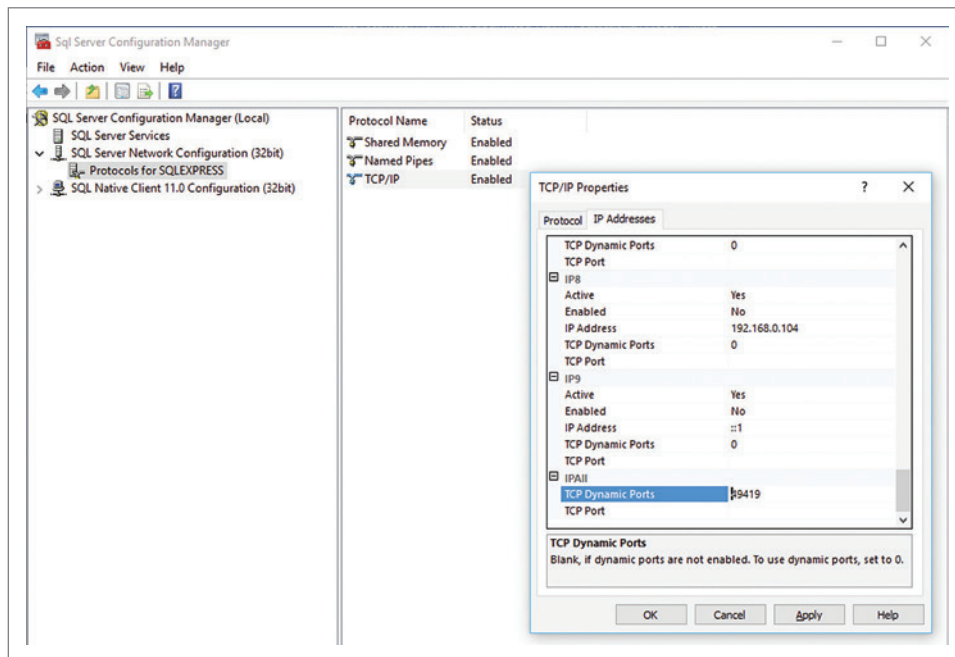 Sql Server Configuration Manager
File Action View Help
SQL Server Configuration Manager (Local)
SQL Server Services
SQL Server Network Configuration (32bit)
Protocols for SQLEXPRESS
SQL Native Client 11.0 Configuration (32bit)
Protocol Name Status
Shared Memory Enabled
Named Pipes Enabled
TCP/IP Enabled
TCP/IP Properties
Protocol IP Addresses
TCP Dynamic Ports 0
TCP Port
IP8
Active Yes
Enabled No
IP Address 192.168.0.104
TCP Dynamic Ports 0
TCP Port
IP9
Active Yes
Enabled No
IP Address ::1
TCP Dynamic Ports 0
TCP Port
IPAll
TCP Dynamic Ports 49419
TCP Port
TCP Dynamic Ports
Blank, if dynamic ports are not enabled. To use dynamic ports, set to 0.
OK Cancel Apply Help